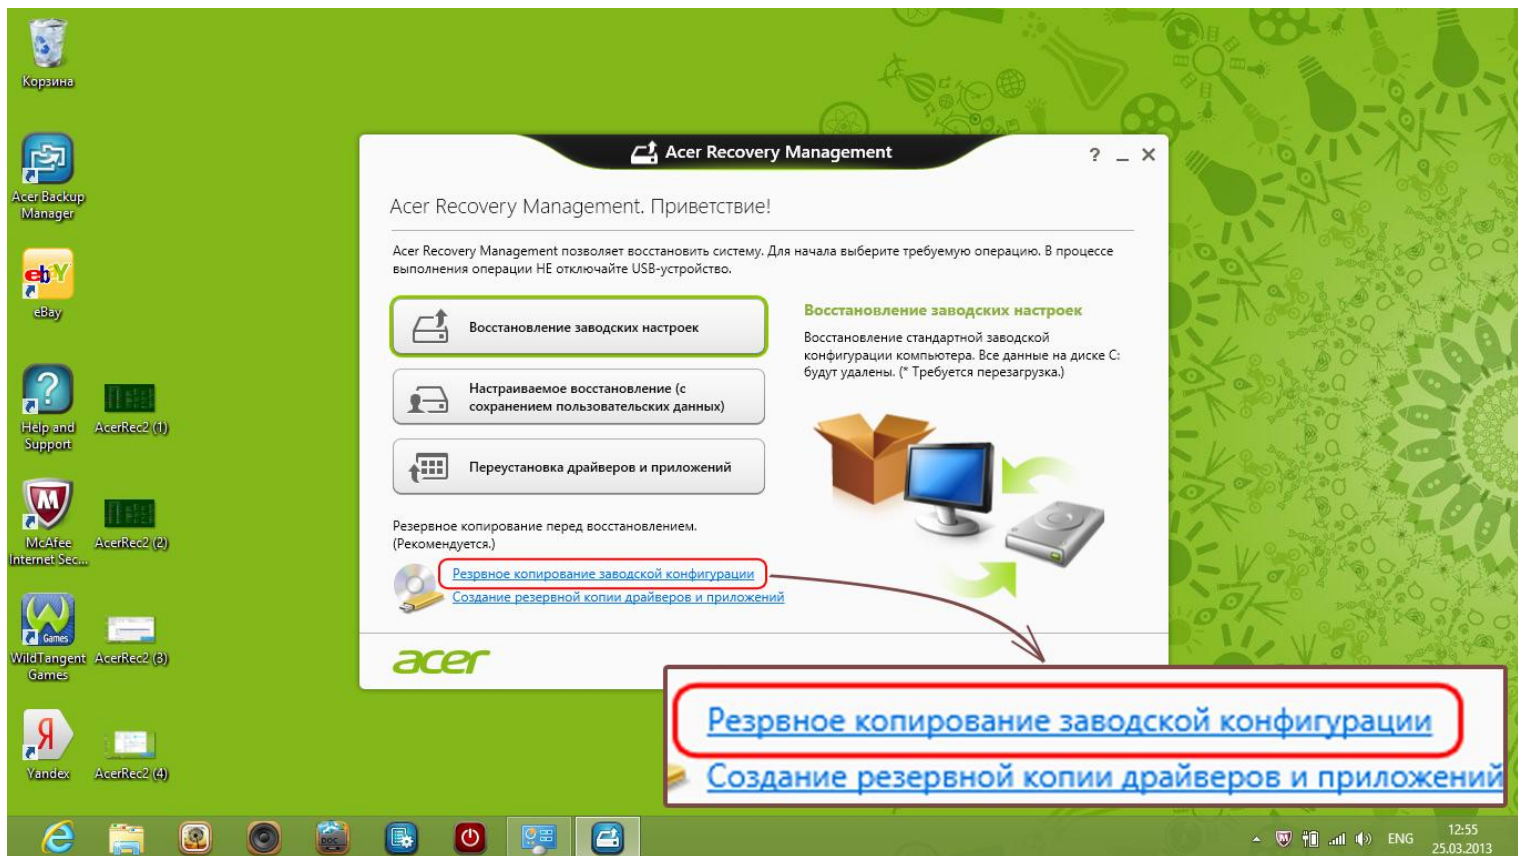 Корзина
Acer Backup
Manager
ebY
eBay
Help and
Support
AcerRec2 (1)
McAfee
Internet Sec...
AcerRec2 (2)
Games
WildTangent
Games
AcerRec2 (3)
Я
Yandex
AcerRec2 (4)
Acer Recovery Management
? _ ×
Acer Recovery Management. Приветствие!
Acer Recovery Management позволяет восстановить систему. Для начала выберите требуемую операцию. В процессе
выполнения операции НЕ отключайте USB-устройство.
Восстановление заводских настроек
Настраиваемое восстановление (с
сохранением пользовательских данных)
Переустановка драйверов и приложений
Восстановление заводских настроек
Восстановление стандартной заводской
конфигурации компьютера. Все данные на диске C:
будут удалены. (* Требуется перезагрузка.)
Резервное копирование перед восстановлением.
(Рекомендуется.)
Резрвное копирование заводской конфигурации
Создание резервной копии драйверов и приложений
acer
Резрвное копирование заводской конфигурации
Создание резервной копии драйверов и приложений
DOC
ENG
12:55
25.03.2013